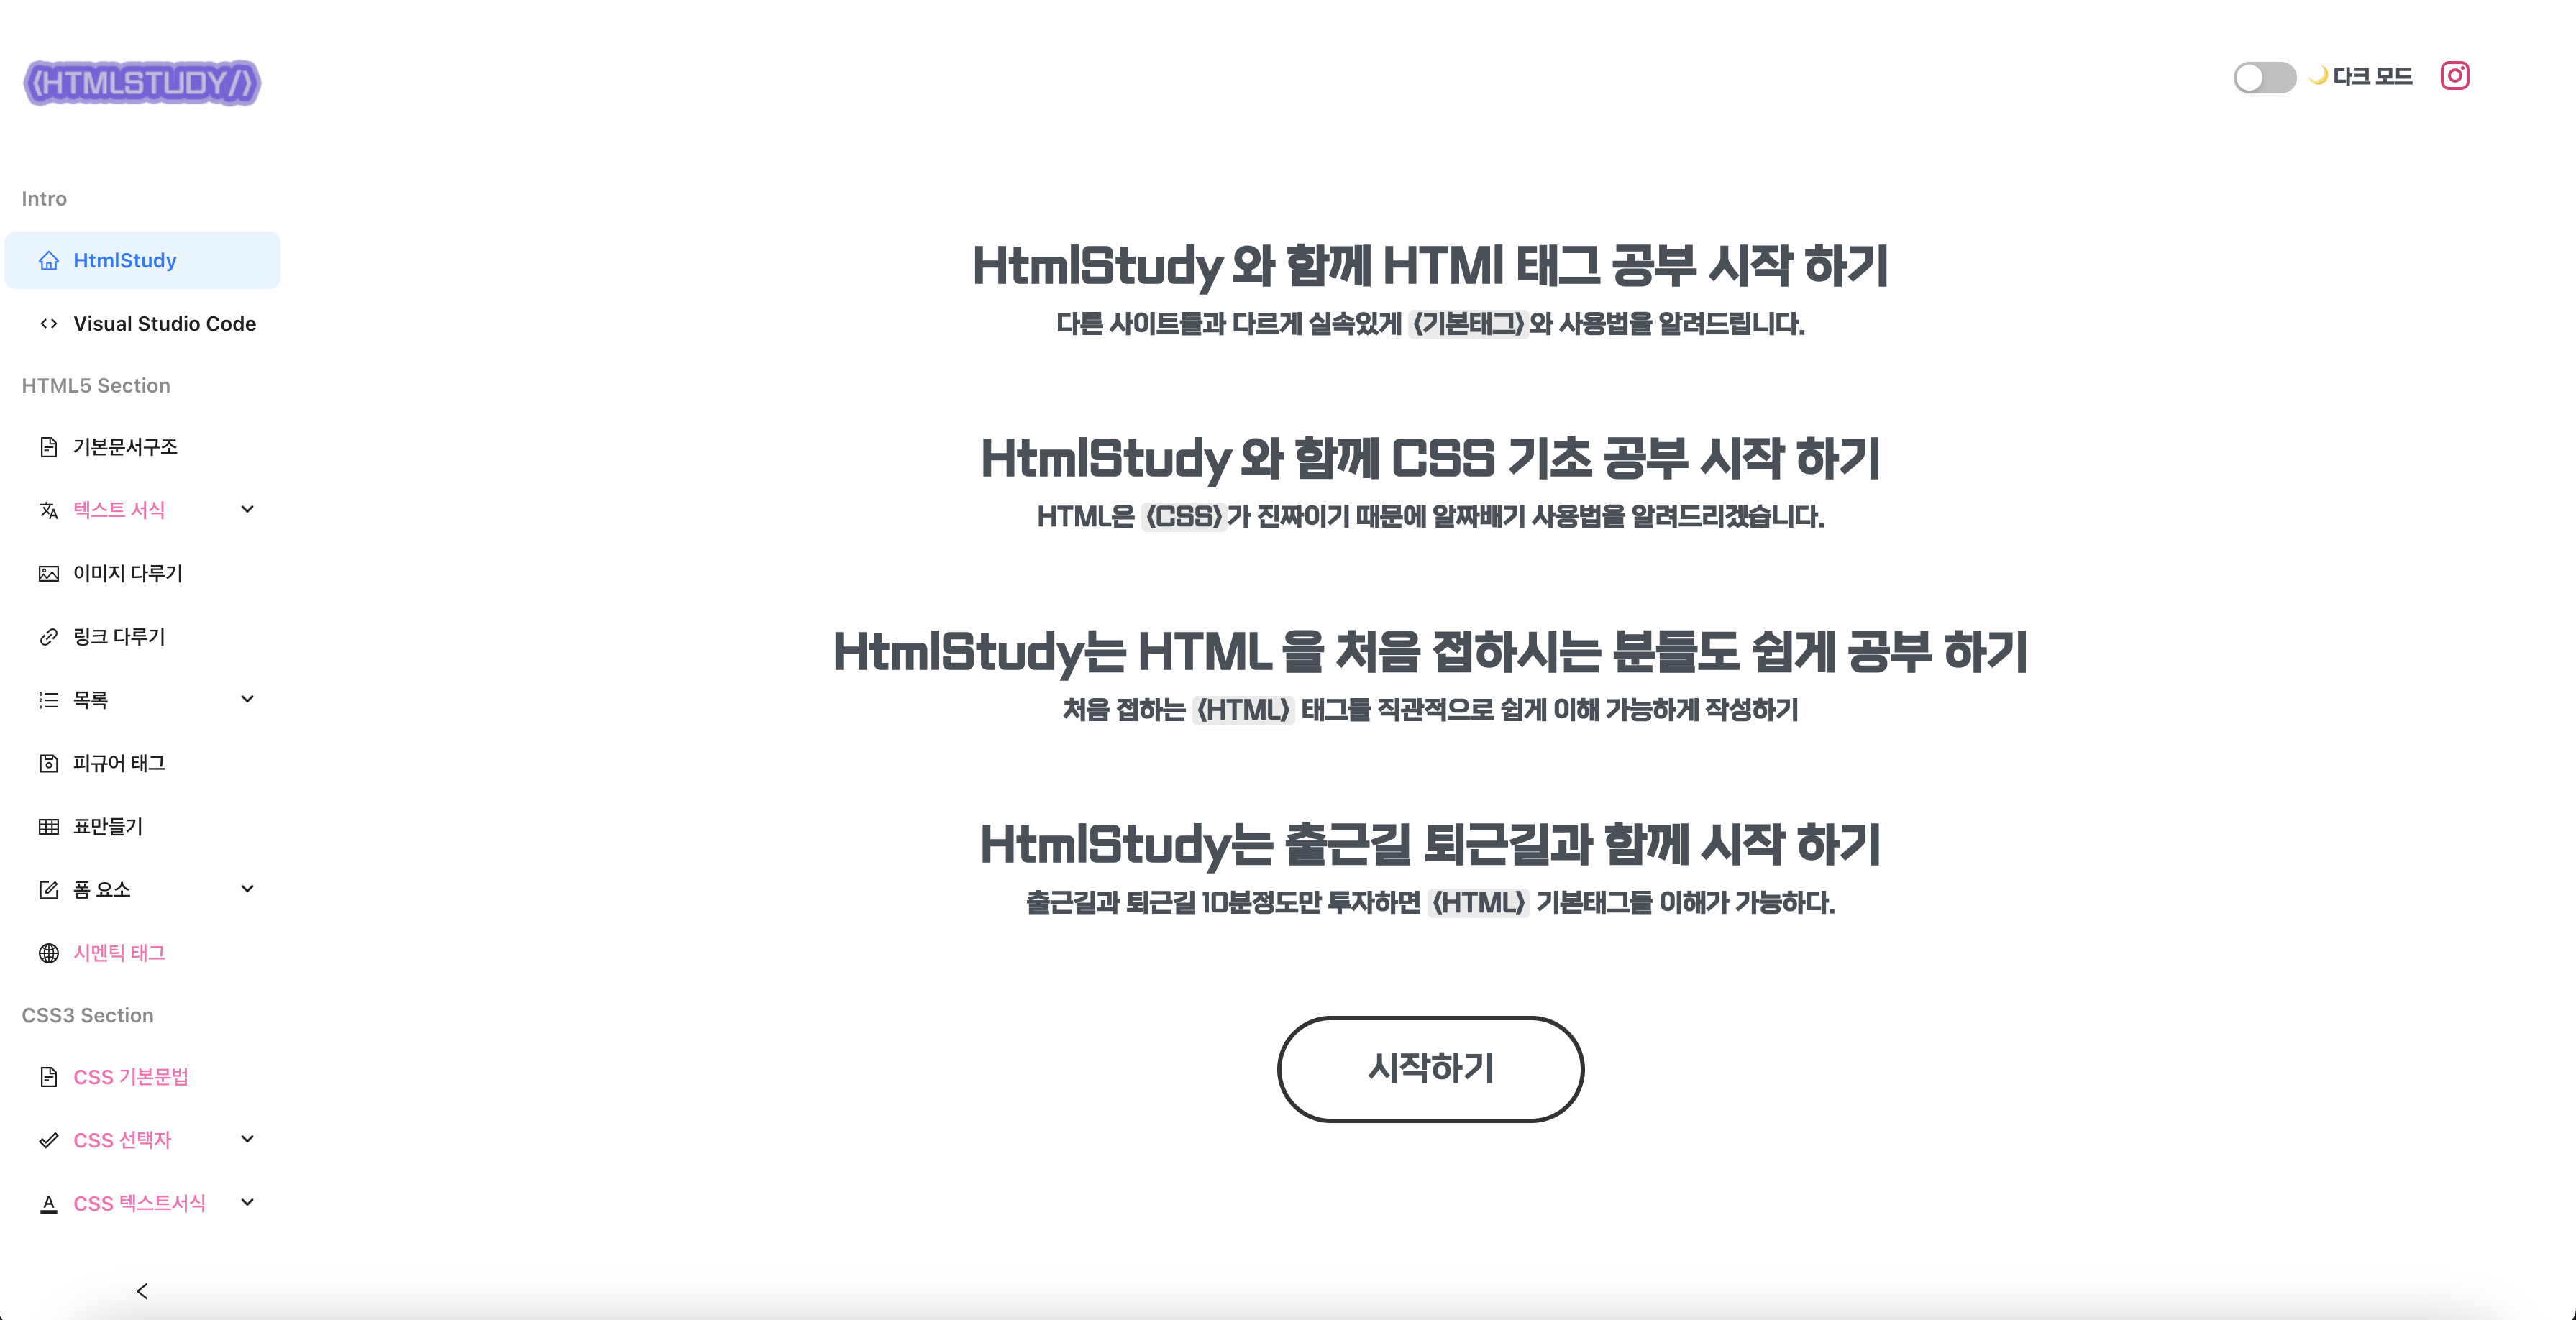 ⟨HTMLSTUDY/⟩
🌙 다크 모드
Intro
HtmlStudy
Visual Studio Code
HTML5 Section
기본문서구조
텍스트 서식
이미지 다루기
링크 다루기
목록
피규어 태그
표만들기
폼 요소
시멘틱 태그
CSS3 Section
CSS 기본문법
CSS 선택자
CSS 텍스트서식
HtmlStudy 와 함께 HTMl 태그 공부 시작 하기
다른 사이트들과 다르게 실속있게 <기본태그>와 사용법을 알려드립니다.
HtmlStudy 와 함께 CSS 기초 공부 시작 하기
HTML은 <CSS>가 진짜이기 때문에 알짜배기 사용법을 알려드리겠습니다.
HtmlStudy는 HTML 을 처음 접하시는 분들도 쉽게 공부 하기
처음 접하는 <HTML> 태그들 직관적으로 쉽게 이해 가능하게 작성하기
HtmlStudy는 출근길 퇴근길과 함께 시작 하기
출근길과 퇴근길 10분정도만 투자하면 <HTML> 기본태그들 이해가 가능하다.
시작하기